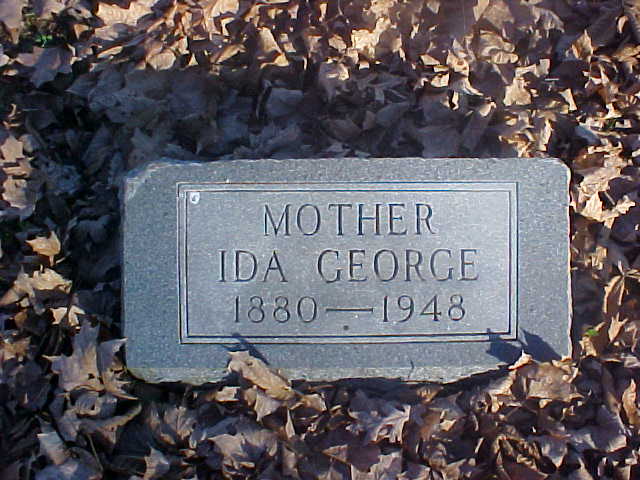 MOTHER
IDA GEORGE
1880—1948